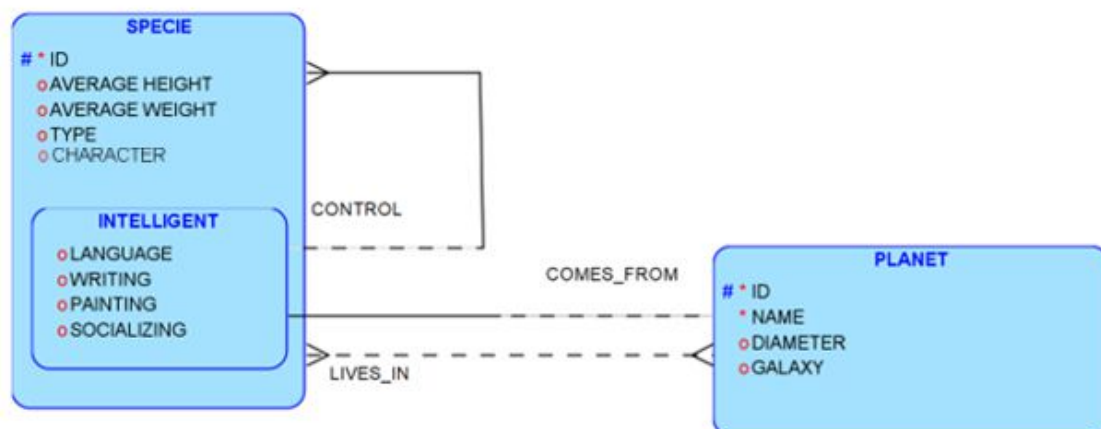 SPECIE
# * ID
o AVERAGE HEIGHT
o AVERAGE WEIGHT
o TYPE
o CHARACTER
INTELLIGENT
o LANGUAGE
o WRITING
o PAINTING
o SOCIALIZING
CONTROL
COMES_FROM
LIVES_IN
PLANET
# * ID
* NAME
o DIAMETER
o GALAXY